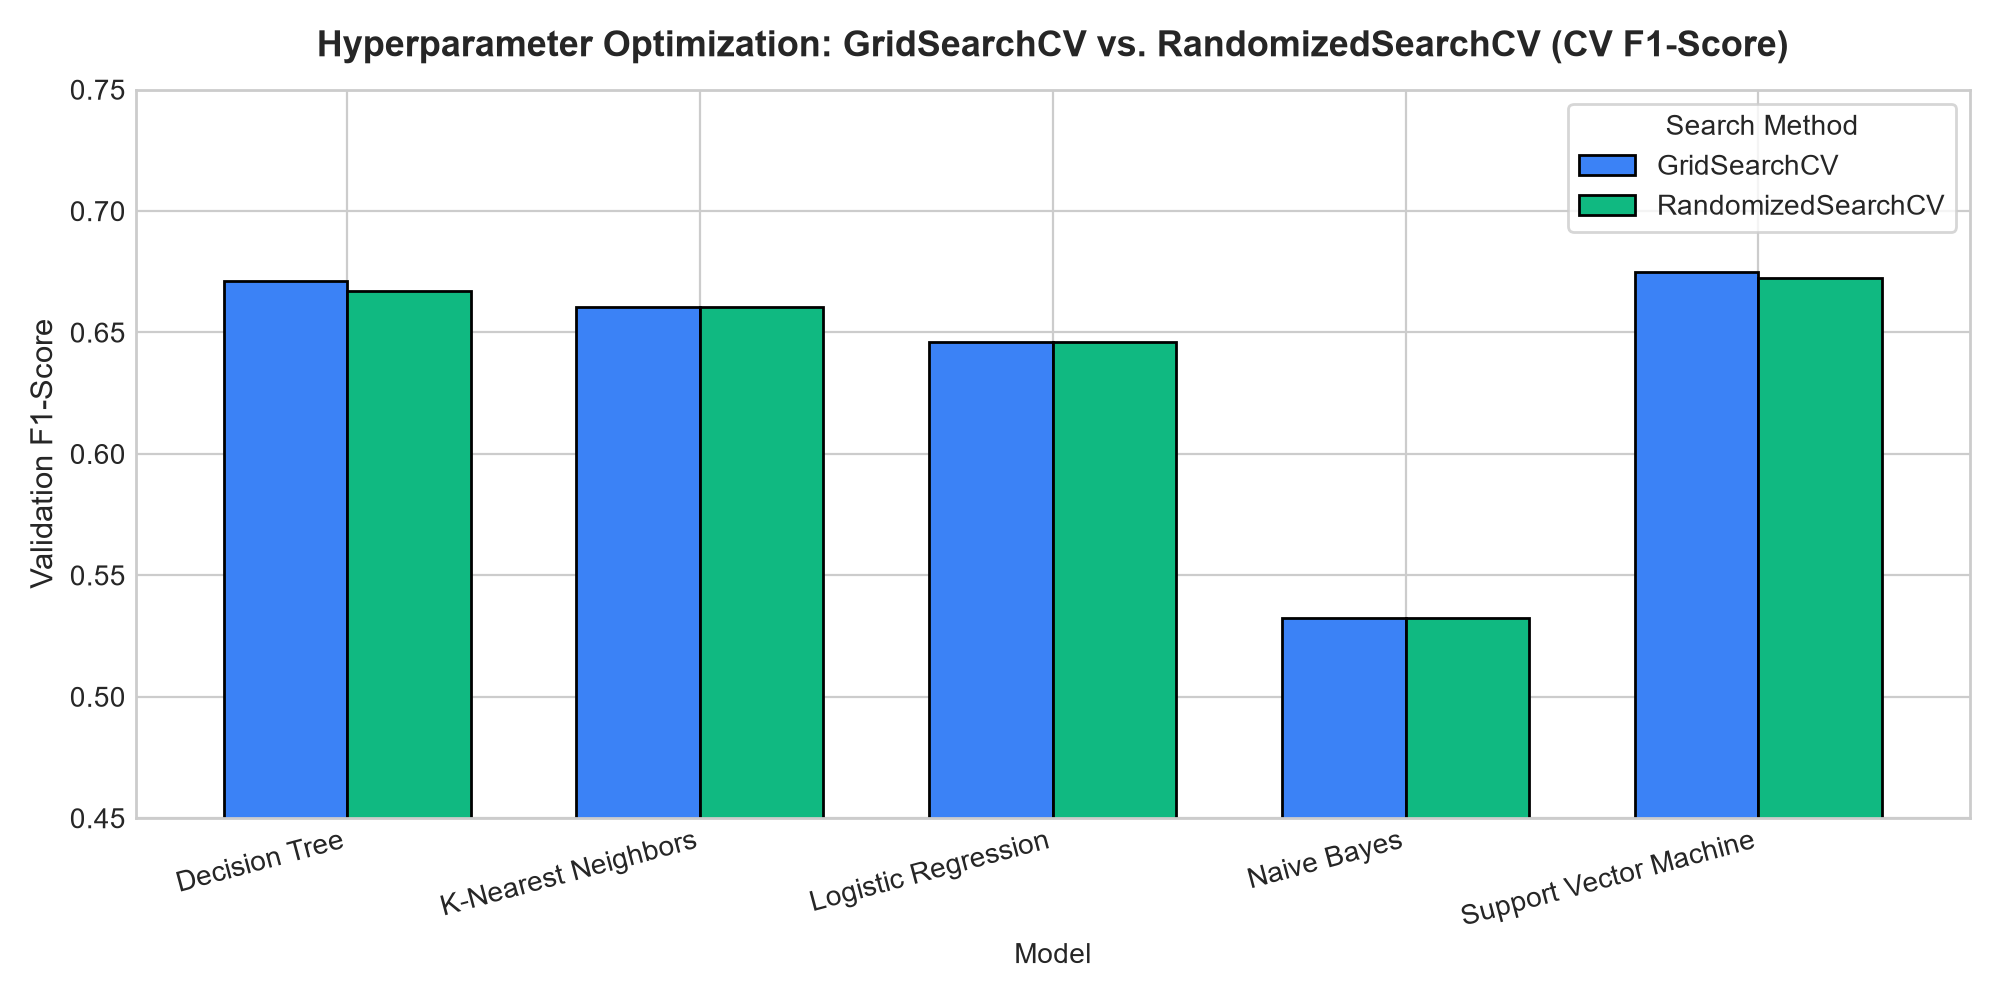 Hyperparameter Optimization: GridSearchCV vs. RandomizedSearchCV (CV F1-Score)
Search Method
GridSearchCV
RandomizedSearchCV
Validation F1-Score
0.75
0.70
0.65
0.60
0.55
0.50
0.45
Decision Tree
K-Nearest Neighbors
Logistic Regression
Naive Bayes
Support Vector Machine
Model